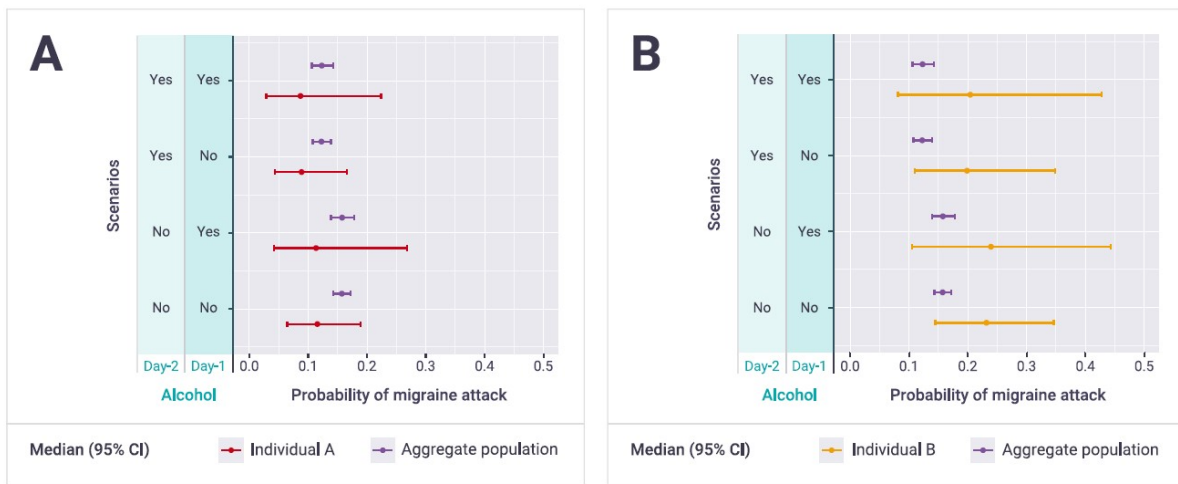 A
Scenarios
Yes Yes
Yes No
No Yes
No No
Day-2 Day-1 0.0 0.1 0.2 0.3 0.4 0.5
Alcohol Probability of migraine attack
Median (95% CI) Individual A Aggregate population
B
Scenarios
Yes Yes
Yes No
No Yes
No No
Day-2 Day-1 0.0 0.1 0.2 0.3 0.4 0.5
Alcohol Probability of migraine attack
Median (95% CI) Individual B Aggregate population